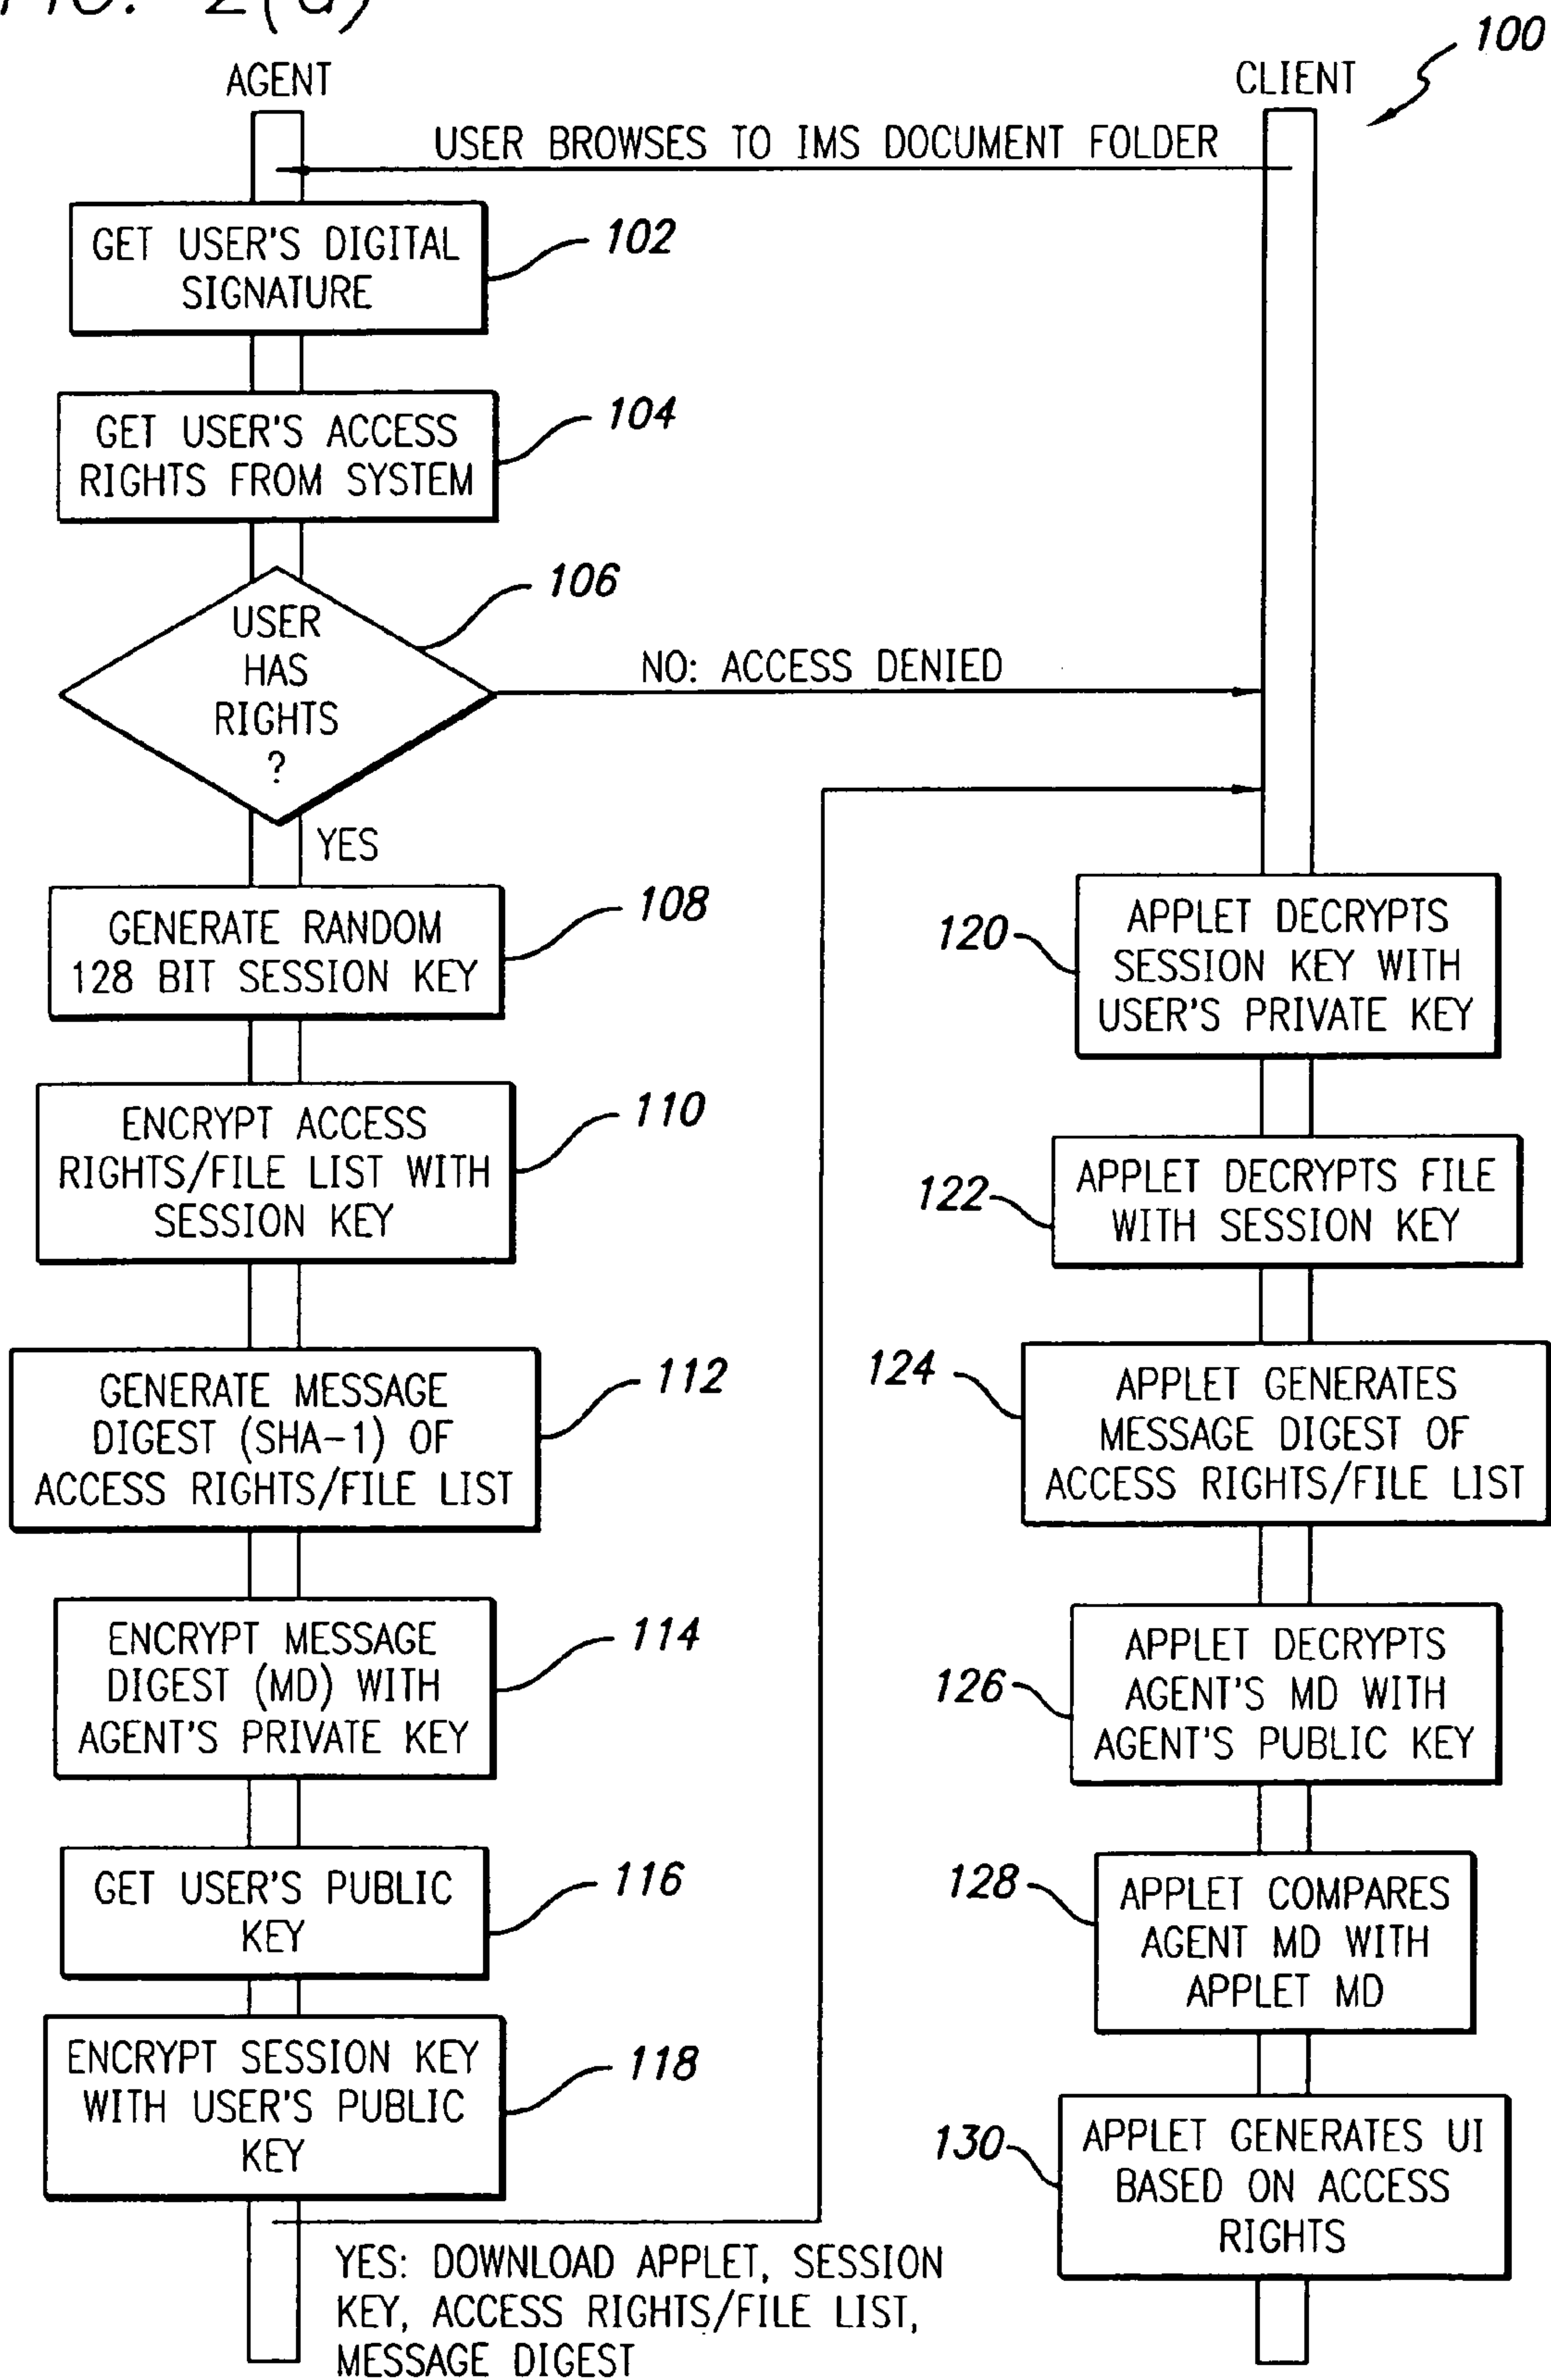 FIG. 2(a)
100
AGENT
CLIENT
USER BROWSES TO IMS DOCUMENT FOLDER
GET USER'S DIGITAL
SIGNATURE
102
GET USER'S ACCESS
RIGHTS FROM SYSTEM
104
USER
HAS
RIGHTS
?
106
NO: ACCESS DENIED
YES
GENERATE RANDOM
128 BIT SESSION KEY
108
ENCRYPT ACCESS
RIGHTS/FILE LIST WITH
SESSION KEY
110
GENERATE MESSAGE
DIGEST (SHA-1) OF
ACCESS RIGHTS/FILE LIST
112
ENCRYPT MESSAGE
DIGEST (MD) WITH
AGENT'S PRIVATE KEY
114
GET USER'S PUBLIC
KEY
116
ENCRYPT SESSION KEY
WITH USER'S PUBLIC
KEY
118
YES: DOWNLOAD APPLET, SESSION
KEY, ACCESS RIGHTS/FILE LIST,
MESSAGE DIGEST
120
APPLET DECRYPTS
SESSION KEY WITH
USER'S PRIVATE KEY
122
APPLET DECRYPTS FILE
WITH SESSION KEY
124
APPLET GENERATES
MESSAGE DIGEST OF
ACCESS RIGHTS/FILE LIST
126
APPLET DECRYPTS
AGENT'S MD WITH
AGENT'S PUBLIC KEY
128
APPLET COMPARES
AGENT MD WITH
APPLET MD
130
APPLET GENERATES UI
BASED ON ACCESS
RIGHTS